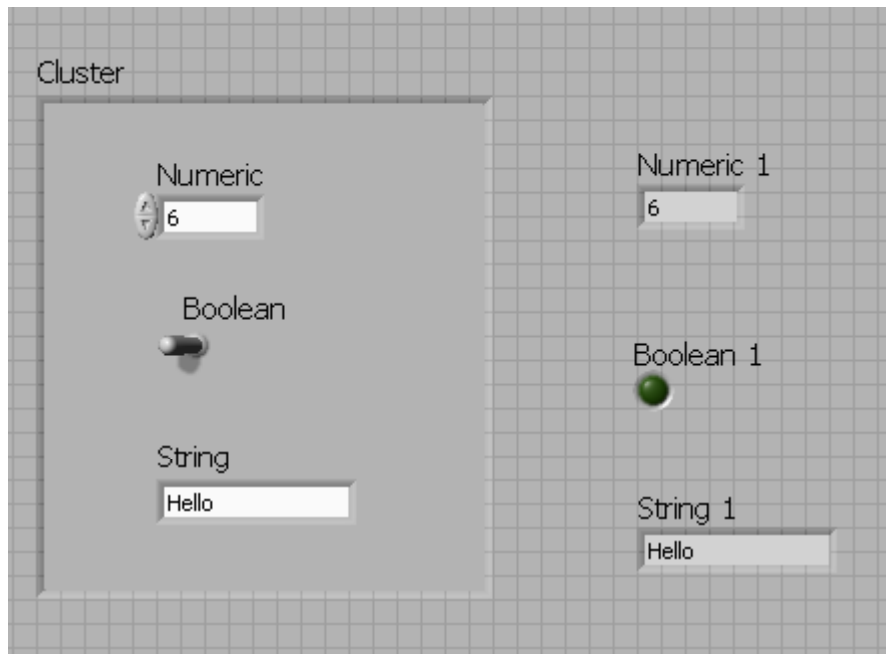 Cluster
Numeric
6
Boolean
String
Hello
Numeric 1
6
Boolean 1
String 1
Hello